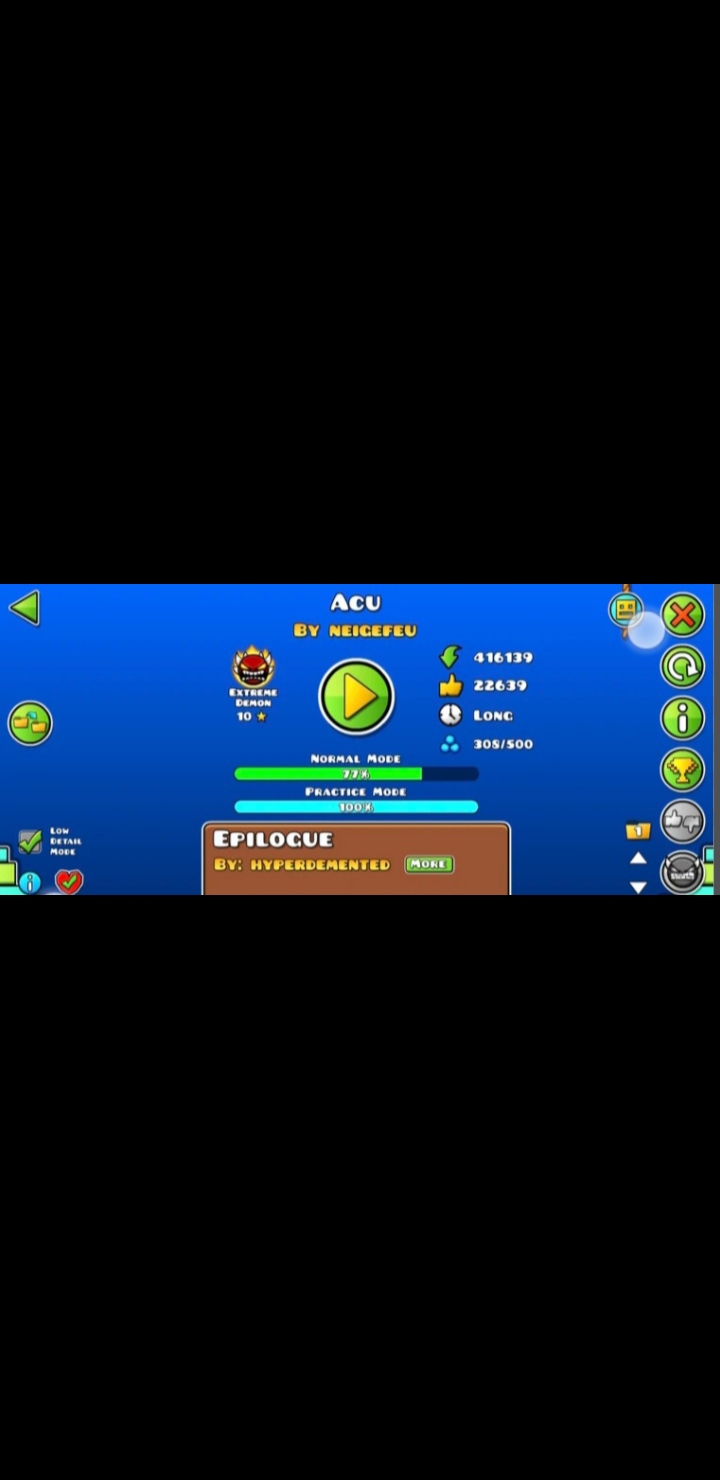 Acu
By neigefeu
Extreme
Demon
10
416139
22639
Long
308/500
Normal Mode
77%
Practice Mode
100%
Low
Detail
Mode
Epilogue
By: hyperdemented
More
1